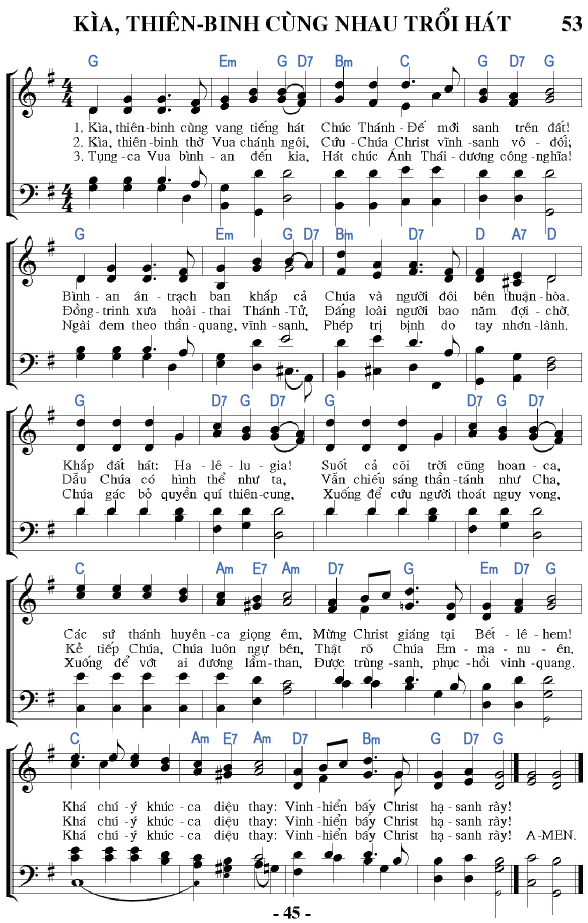 KÌA, THIÊN-BINH CÙNG NHAU TRỔI HÁT 53
G Em G D7 Bm C G D7 G
1. Kìa, thiên-binh cùng vang tiếng hát Chúc Thánh-Đế mới sanh trên đất!
2. Kìa, thiên-binh thờ Vua chánh ngôi, Cứu-Chúa Christ vĩnh-sanh vô-đối;
3. Tụng-ca Vua bình-an đến kia, Hát chúc Ánh Thái-dương công-nghĩa!
G Em G D7 Bm D7 D A7 D
Bình-an ân-trạch ban khắp cả Chúa và người đôi bên thuận-hòa.
Đồng-trinh xưa hoài-thai Thánh-Tử, Đấng loài người bao năm đợi-chờ.
Ngài đem theo thần-quang, vĩnh-sanh, Phép trị bịnh do tay nhơn-lành.
G D7 G D7 G D7 G D7
Khắp đất hát: Ha-lê-lu-gia! Suốt cả cõi trời cũng hoan-ca,
Dẫu Chúa có hình thể như ta, Vẫn chiếu sáng thần-tánh như Cha,
Chúa gác bỏ quyền quí thiên-cung, Xuống để cứu người thoát nguy vong,
C Am E7 Am D7 G Em D7 G
Các sứ thánh huyên-ca giọng êm, Mừng Christ giáng tại Bết-lê-hem!
Kề tiếp Chúa, Chúa luôn ngự bên, Thật rõ Chúa Em-ma-nu-ên.
Xuống để vớt ai đương lầm-than, Được trùng-sanh, phục-hồi vinh-quang.
C Am E7 Am D7 Bm G D7 G
Khá chú-ý khúc-ca diệu thay: Vinh-hiển bấy Christ hạ-sanh rày!
Khá chú-ý khúc-ca diệu thay: Vinh-hiển bấy Christ hạ-sanh rày!
Khá chú-ý khúc-ca diệu thay: Vinh-hiển bấy Christ hạ-sanh rày! A-MEN.
- 45 -